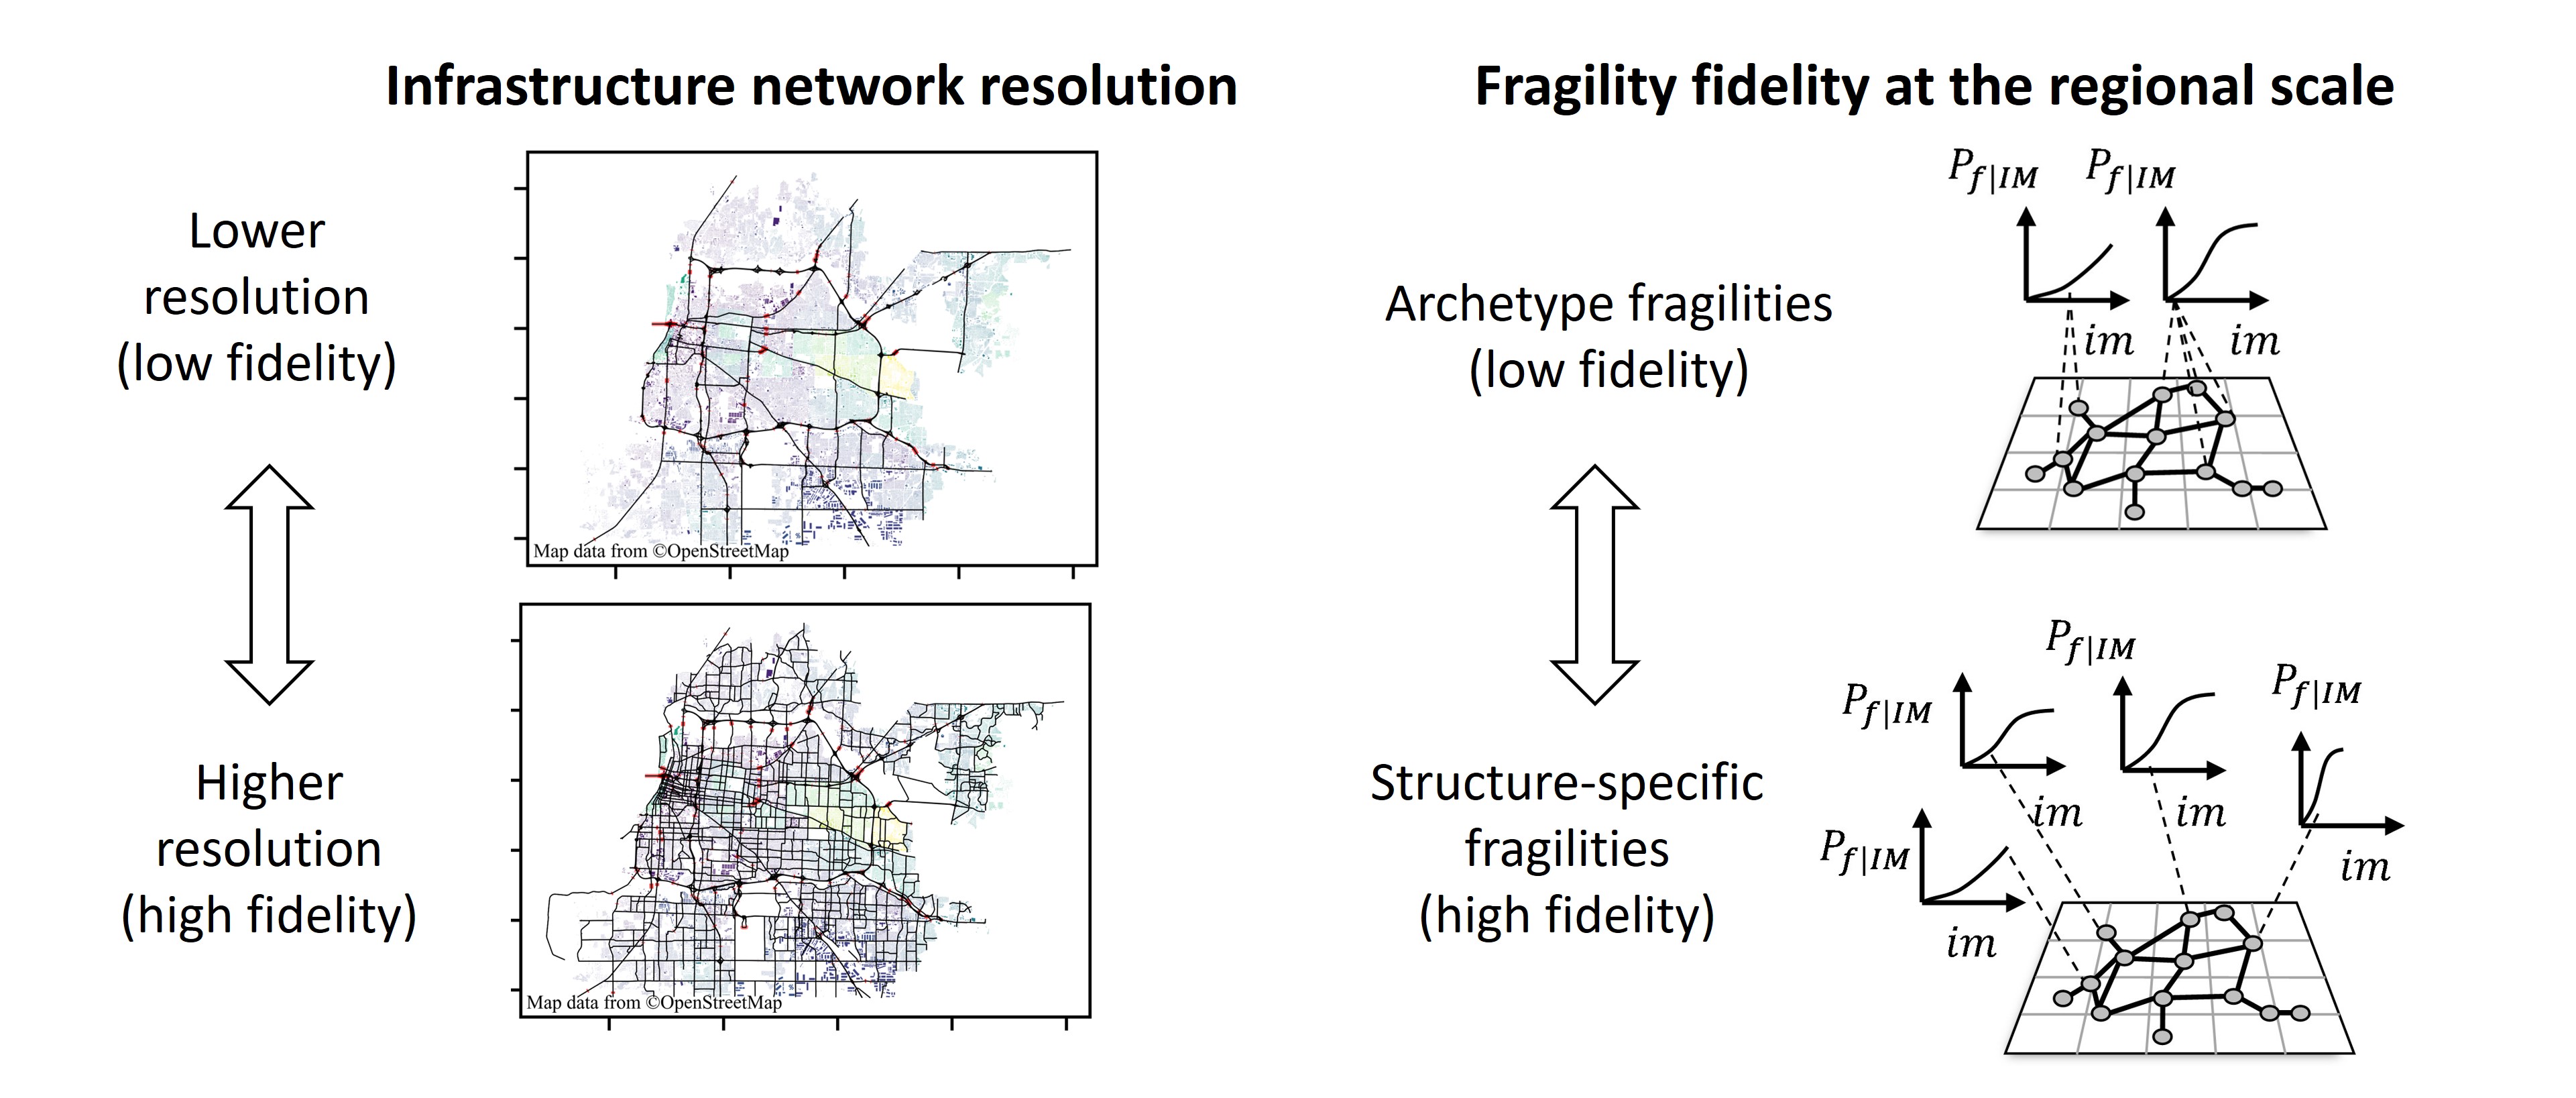 Infrastructure network resolution
Lower
resolution
(low fidelity)
Map data from ©OpenStreetMap
Higher
resolution
(high fidelity)
Map data from ©OpenStreetMap
Fragility fidelity at the regional scale
P_{f|IM} P_{f|IM}
im im
Archetype fragilities
(low fidelity)
P_{f|IM}
P_{f|IM}
P_{f|IM}
im
im
P_{f|IM}
im
im
Structure-specific
fragilities
(high fidelity)